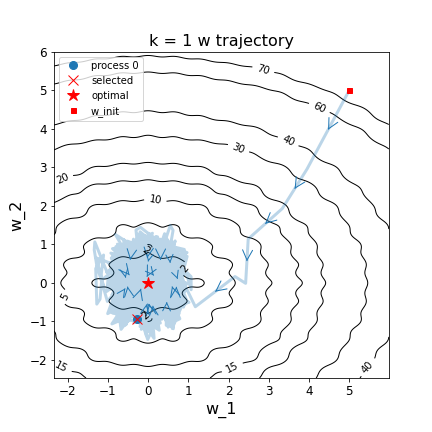 k = 1 w trajectory
process 0
selected
optimal
w_init
w_2
w_1
6
5
4
3
2
1
0
−1
−2
−2 −1 0 1 2 3 4 5
70
60
40
30
20
10
5
2
15
15
40